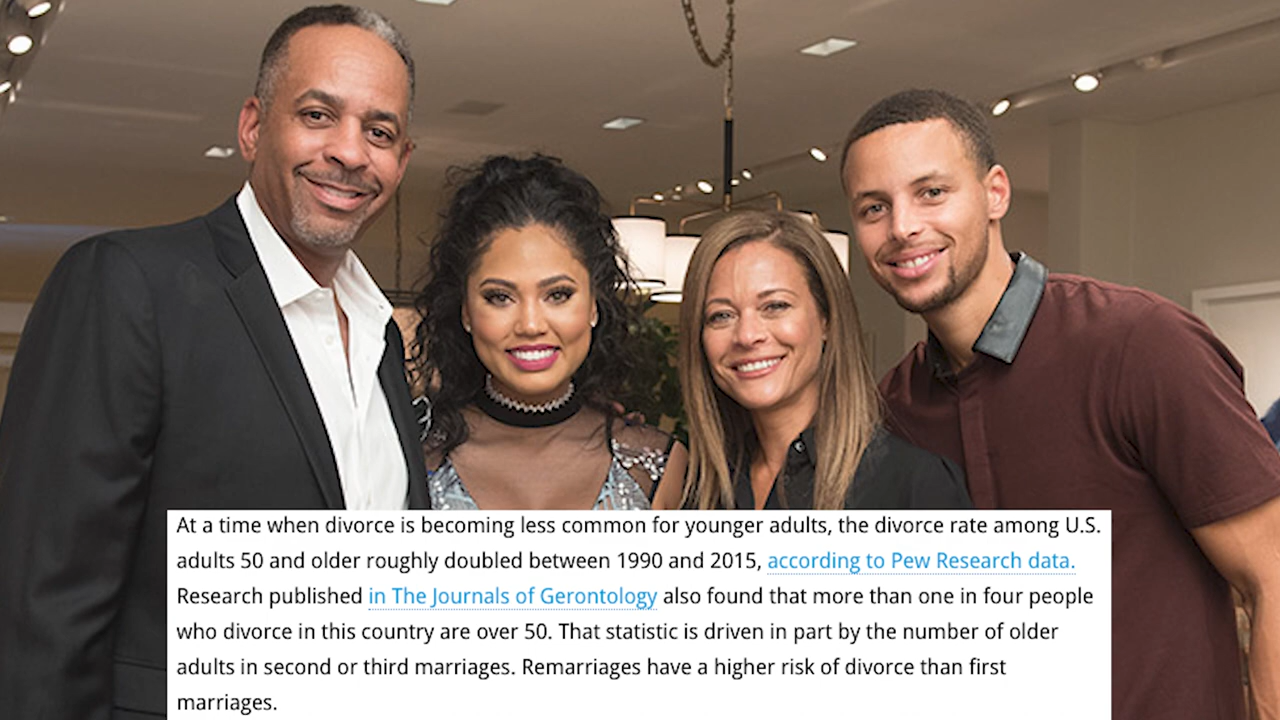 At a time when divorce is becoming less common for younger adults, the divorce rate among U.S.
adults 50 and older roughly doubled between 1990 and 2015, according to Pew Research data.
Research published in The Journals of Gerontology also found that more than one in four people
who divorce in this country are over 50. That statistic is driven in part by the number of older
adults in second or third marriages. Remarriages have a higher risk of divorce than first
marriages.